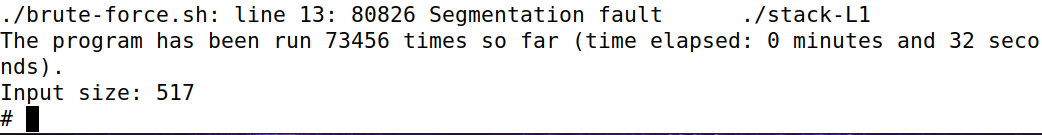 ./brute-force.sh: line 13: 80826 Segmentation fault      ./stack-L1
The program has been run 73456 times so far (time elapsed: 0 minutes and 32 seco
nds).
Input size: 517
#